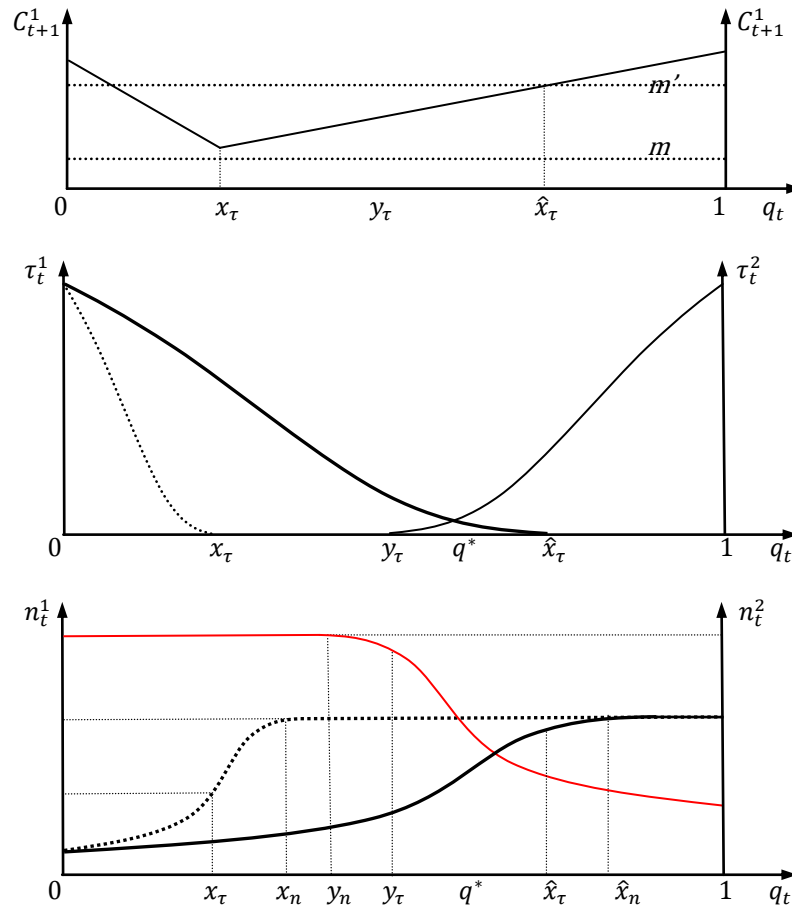 C¹ₜ₊₁ C¹ₜ₊₁
m′
m
0 x_τ y_τ x̂_τ 1 qₜ
τ¹ₜ τ²ₜ
0 x_τ y_τ q* x̂_τ 1 qₜ
n¹ₜ n²ₜ
0 x_τ x_n y_n y_τ q* x̂_τ x̂_n 1 qₜ